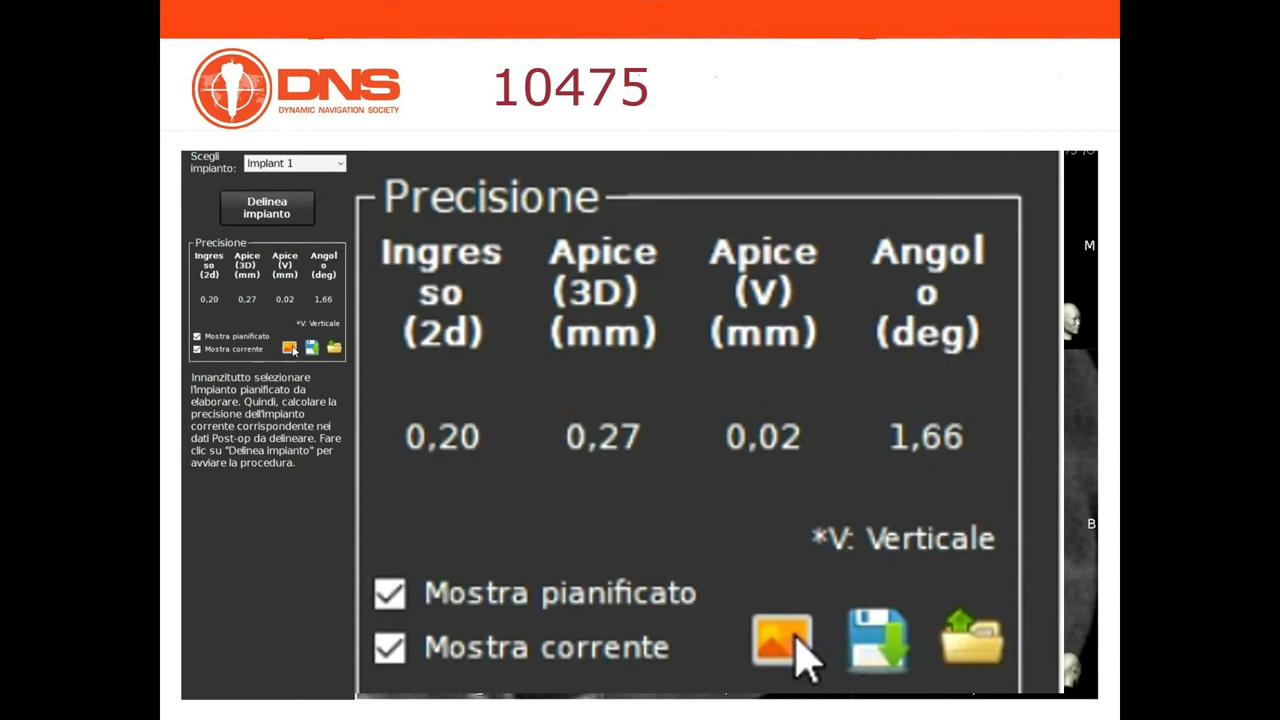 DNS
DYNAMIC NAVIGATION SOCIETY
10475
Scegli
impianto:
Implant 1
Delinea
impianto
Precisione
Ingres
so
(2d)
Apice
(3D)
(mm)
Apice
(V)
(mm)
Angol
o
(deg)
0,20 0,27 0,02 1,66
*V: Verticale
Mostra pianificato
Mostra corrente
Innanzitutto selezionare
l'impianto pianificato da
elaborare. Quindi, calcolare la
precisione dell'impianto
corrente corrispondente nei
dati Post-op da delineare. Fare
clic su "Delinea impianto" per
avviare la procedura.
Precisione
Ingres
so
(2d)
Apice
(3D)
(mm)
Apice
(V)
(mm)
Angol
o
(deg)
0,20 0,27 0,02 1,66
*V: Verticale
Mostra pianificato
Mostra corrente
M
B